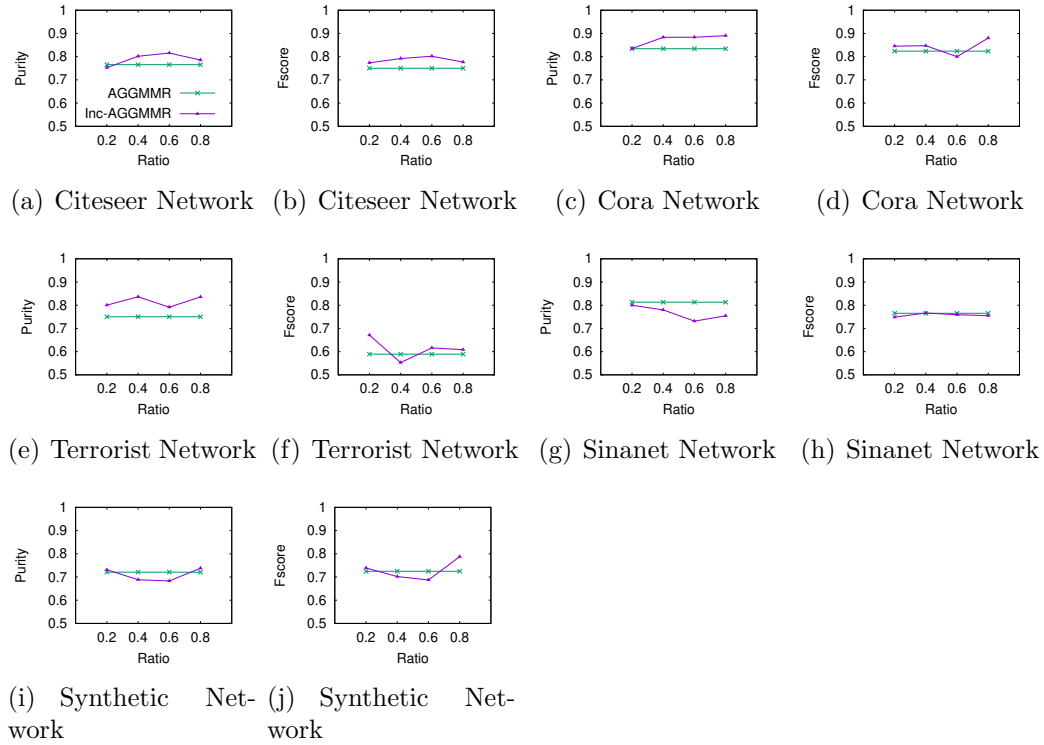 1
0.9
0.8
0.7
0.6
0.5
Purity
AGGMMR
Inc-AGGMMR
0.2 0.4 0.6 0.8
Ratio
(a) Citeseer Network
1
0.9
0.8
0.7
0.6
0.5
Fscore
0.2 0.4 0.6 0.8
Ratio
(b) Citeseer Network
1
0.9
0.8
0.7
0.6
0.5
Purity
0.2 0.4 0.6 0.8
Ratio
(c) Cora Network
1
0.9
0.8
0.7
0.6
0.5
Fscore
0.2 0.4 0.6 0.8
Ratio
(d) Cora Network
1
0.9
0.8
0.7
0.6
0.5
Purity
0.2 0.4 0.6 0.8
Ratio
(e) Terrorist Network
1
0.9
0.8
0.7
0.6
0.5
Fscore
0.2 0.4 0.6 0.8
Ratio
(f) Terrorist Network
1
0.9
0.8
0.7
0.6
0.5
Purity
0.2 0.4 0.6 0.8
Ratio
(g) Sinanet Network
1
0.9
0.8
0.7
0.6
0.5
Fscore
0.2 0.4 0.6 0.8
Ratio
(h) Sinanet Network
1
0.9
0.8
0.7
0.6
0.5
Purity
0.2 0.4 0.6 0.8
Ratio
(i) Synthetic Net-
work
1
0.9
0.8
0.7
0.6
0.5
Fscore
0.2 0.4 0.6 0.8
Ratio
(j) Synthetic Net-
work